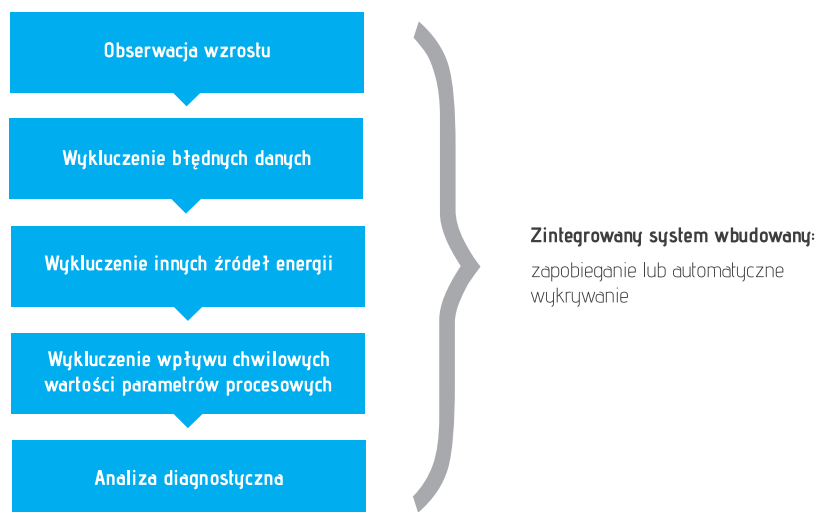 Obserwacja wzrostu
Wykluczenie błędnych danych
Wykluczenie innych źródeł energii
Wykluczenie wpływu chwilowych
wartości parametrów procesowych
Analiza diagnostyczna
Zintegrowany system wbudowany:
zapobieganie lub automatyczne
wykrywanie